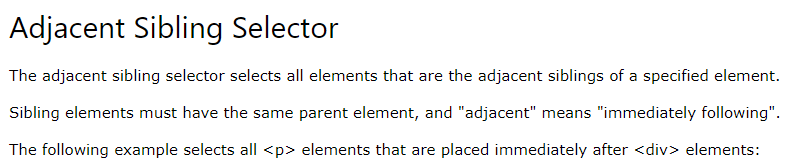 Adjacent Sibling Selector
The adjacent sibling selector selects all elements that are the adjacent siblings of a specified element.
Sibling elements must have the same parent element, and "adjacent" means "immediately following".
The following example selects all <p> elements that are placed immediately after <div> elements: